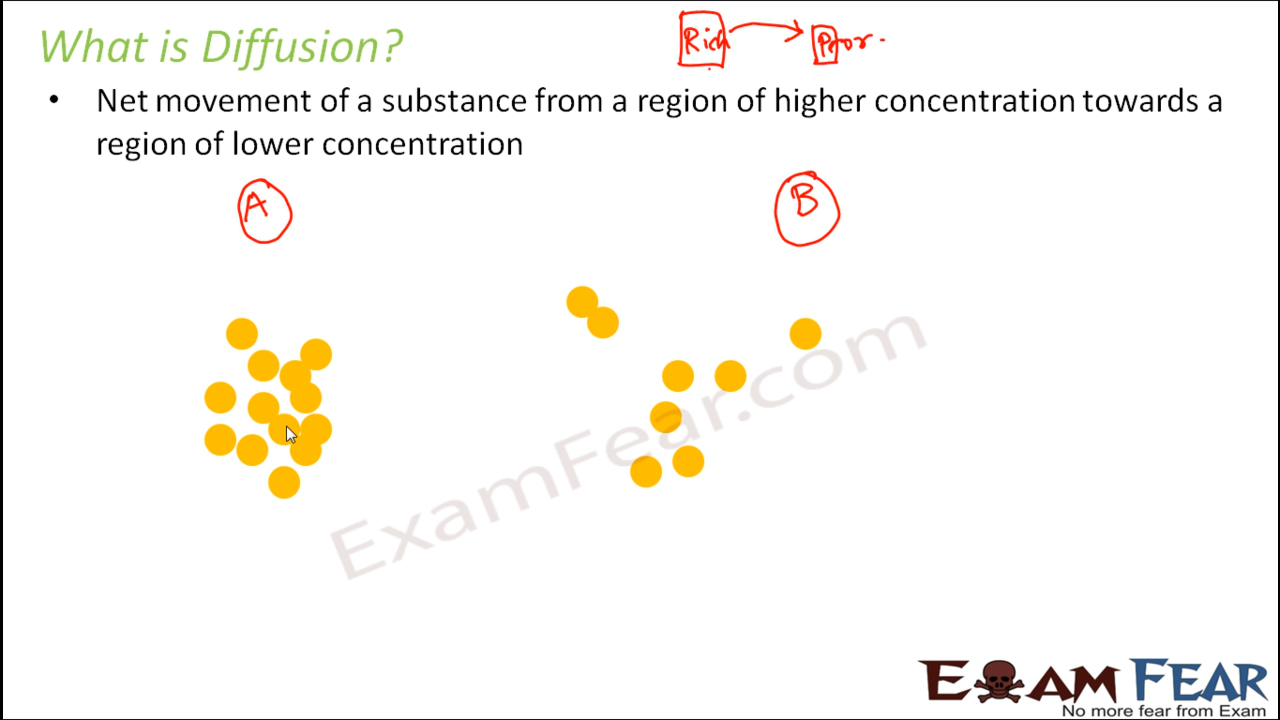 What is Diffusion?
Rich → Poor.
• Net movement of a substance from a region of higher concentration towards a
region of lower concentration
A
B
ExamFear.com
EXAM FEAR
No more fear from Exam